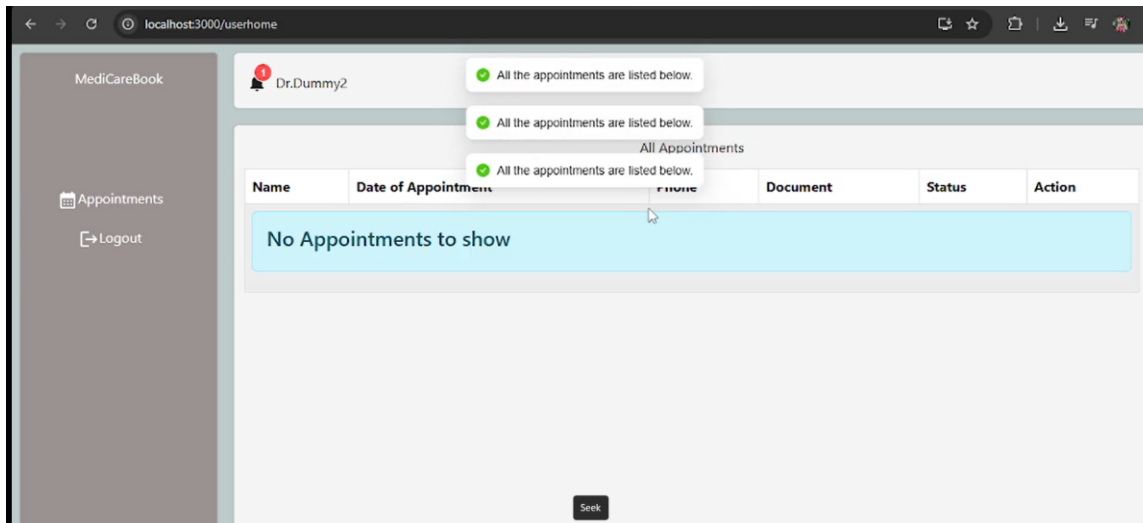 localhost:3000/userhome
MediCareBook
1
Dr.Dummy2
All the appointments are listed below.
All the appointments are listed below.
All Appointments
All the appointments are listed below.
Name Date of Appointment Phone Document Status Action
Appointments
Logout
No Appointments to show
Seek